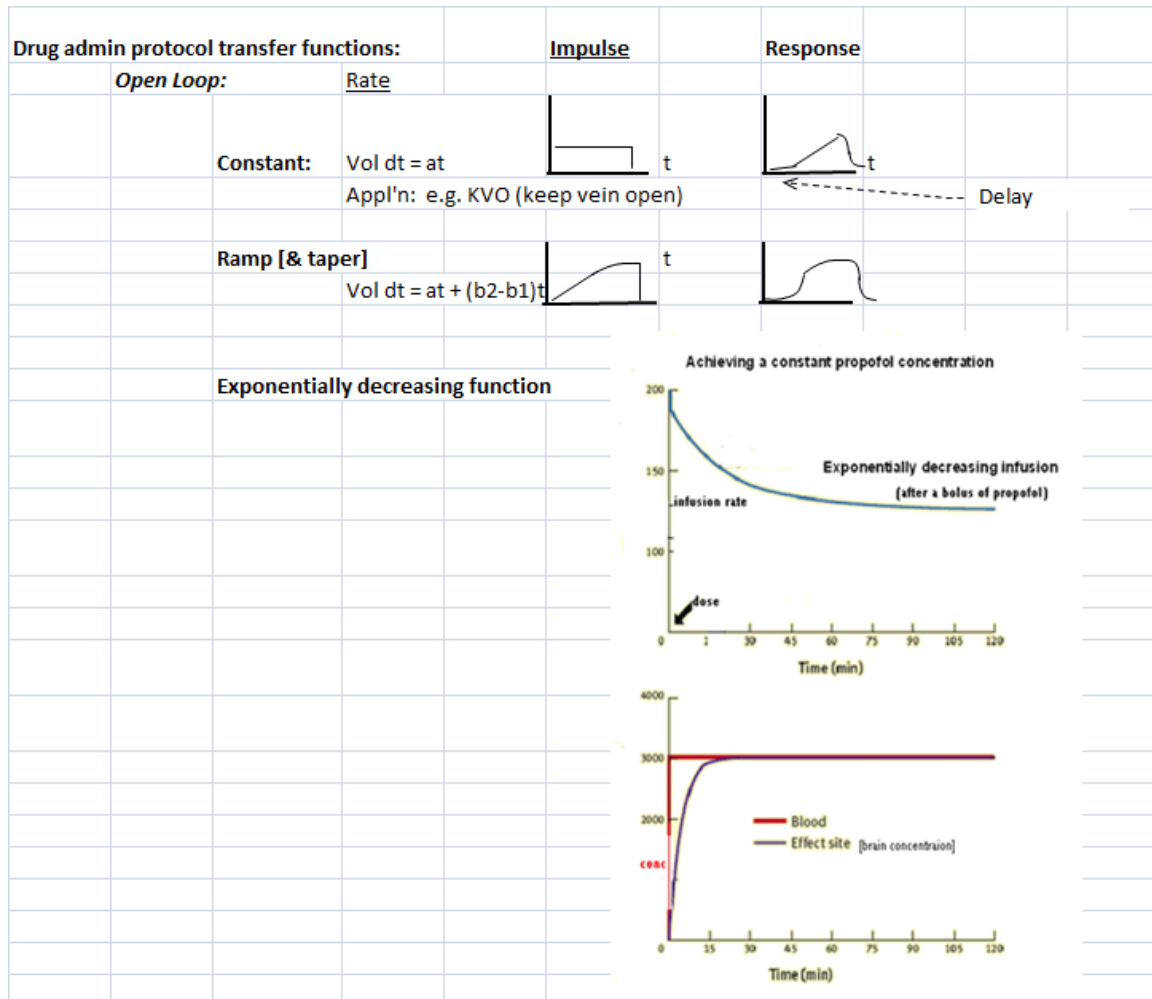 Drug admin protocol transfer functions: Impulse Response
Open Loop: Rate
Constant: Vol dt = at t t
Appl'n: e.g. KVO (keep vein open) Delay
Ramp [& taper] t
Vol dt = at + (b2-b1)t
Achieving a constant propofol concentration
Exponentially decreasing function
200
150
Exponentially decreasing infusion
(after a bolus of propofol)
infusion rate
100
dose
0 1 30 45 60 75 90 105 120
Time (min)
4000
3000
2000
Blood
Effect site [brain concentraion]
conc
0 15 30 45 60 75 90 105 120
Time (min)